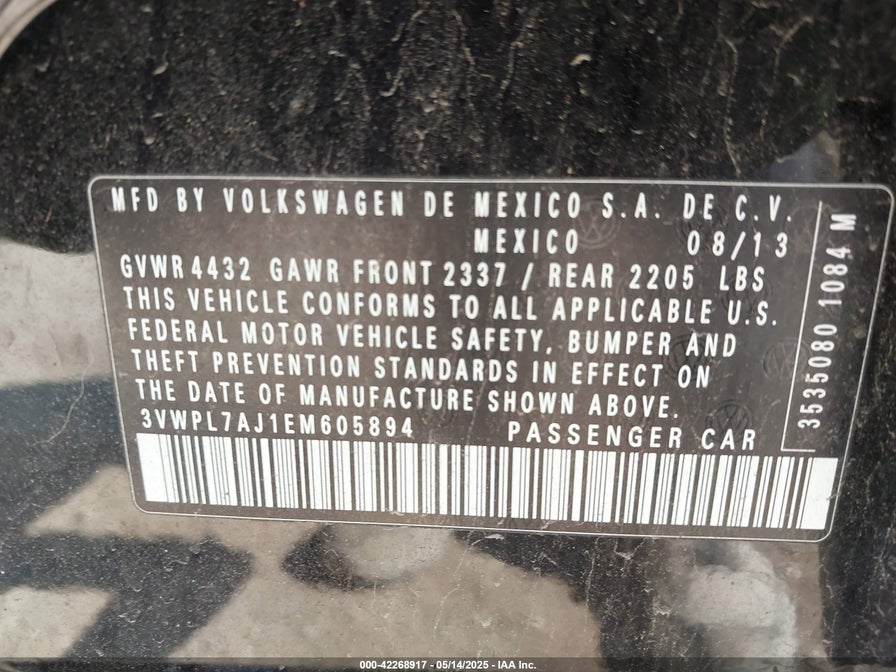 MFD BY VOLKSWAGEN DE MEXICO S.A. DE C.V.
MEXICO 08/13
GVWR 4432 GAWR FRONT 2337 / REAR 2205 LBS
THIS VEHICLE CONFORMS TO ALL APPLICABLE U.S.
FEDERAL MOTOR VEHICLE SAFETY, BUMPER AND
THEFT PREVENTION STANDARDS IN EFFECT ON
THE DATE OF MANUFACTURE SHOWN ABOVE.
3VWPL7AJ1EM605894 PASSENGER CAR
3535080 1084 M
000-42268917 - 05/14/2025 - IAA Inc.